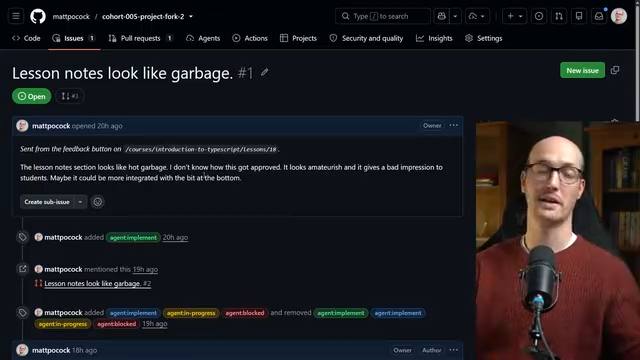 mattpocock / cohort-005-project-fork-2
Type / to search
Code
Issues 1
Pull requests 1
Agents
Actions
Projects
Security and quality
Insights
Settings
Lesson notes look like garbage. #1
New issue
Open
mattpocock opened 20h ago
Owner
Sent from the feedback button on /courses/introduction-to-typescript/lessons/10.
The lesson notes section looks like hot garbage. I don't know how this got approved. It looks amateurish and it gives a bad impression to
students. Maybe it could be more integrated with the bit at the bottom.
Create sub-issue
mattpocock added agent:implement 20h ago
mattpocock mentioned this 19h ago
Lesson notes look like garbage. #2
mattpocock added agent:implement agent:in-progress agent:blocked and removed agent:implement agent:implement
agent:in-progress agent:blocked 19h ago
mattpocock 18h ago
Owner
Author